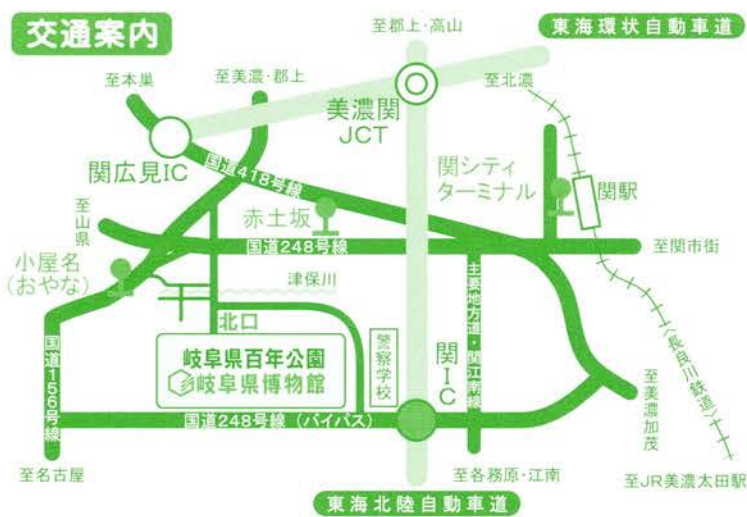 交通案内
至郡上・高山
東海環状自動車道
至本巣
至美濃・郡上
至北濃
美濃関
JCT
関広見IC
国道418号線
関シティ
ターミナル
関駅
至山県
赤土坂
国道248号線
至関市街
小屋名
(おやな)
津保川
主要地方道・関江南線
北口
国道156号線
岐阜県百年公園
岐阜県博物館
警察学校
関IC
至美濃加茂
〈長良川鉄道〉
国道248号線（バイパス）
至名古屋
至各務原・江南
至JR美濃太田駅
東海北陸自動車道